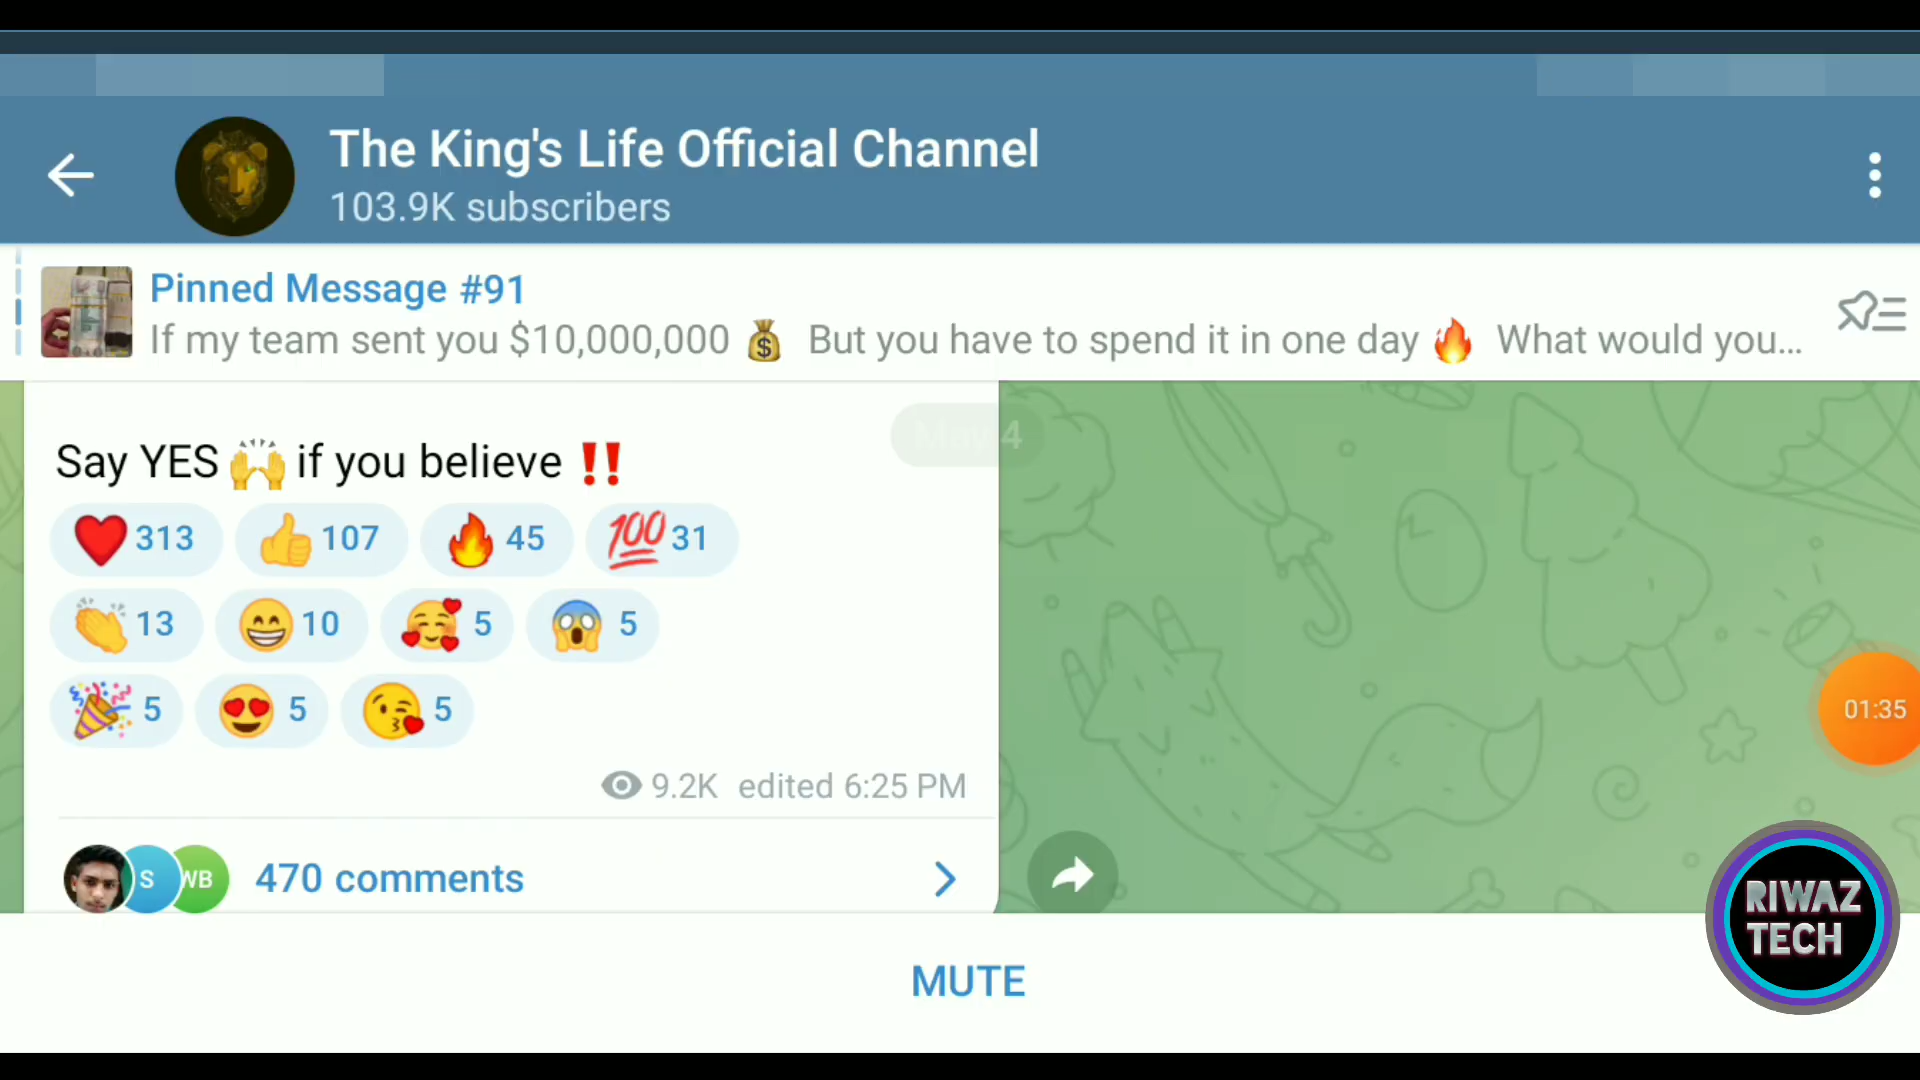 The King's Life Official Channel
103.9K subscribers
Pinned Message #91
If my team sent you $10,000,000 💰 But you have to spend it in one day 🔥 What would you...
May 4
Say YES 🙌 if you believe ‼️
❤️ 313 👍 107 🔥 45 💯 31
👏 13 😁 10 🥰 5 😱 5
🎉 5 😍 5 😘 5
01:35
9.2K edited 6:25 PM
S WB 470 comments
RIWAZ
TECH
MUTE